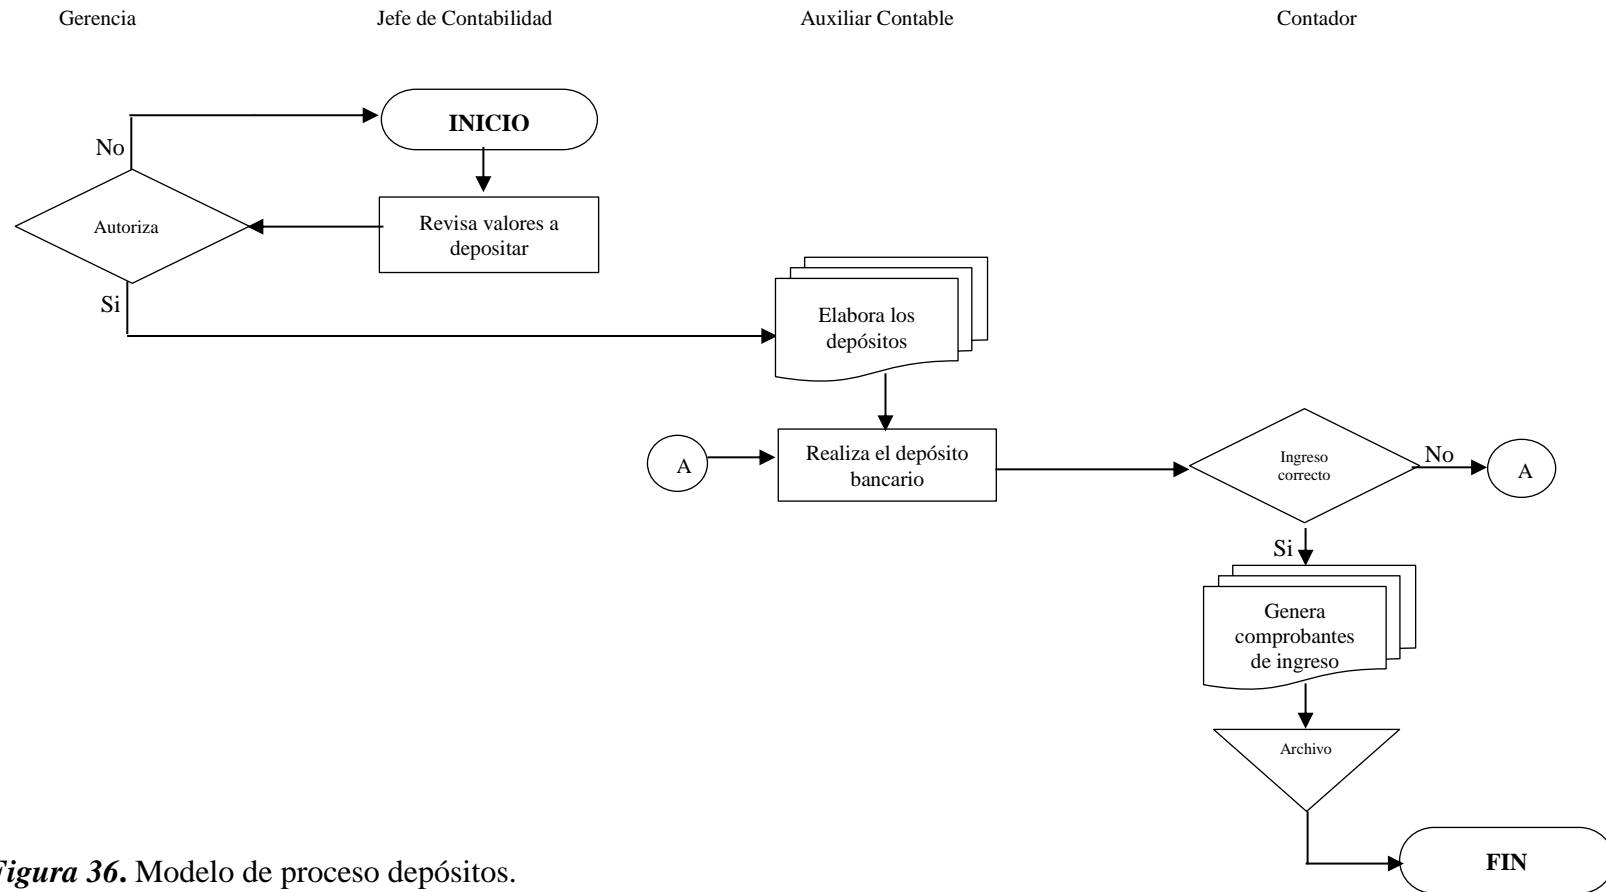 Gerencia
Jefe de Contabilidad
Auxiliar Contable
Contador
INICIO
No
Autoriza
Revisa valores a
depositar
Si
Elabora los
depósitos
A
Realiza el depósito
bancario
Ingreso
correcto
No
A
Si
Genera
comprobantes
de ingreso
Archivo
FIN
Figura 36. Modelo de proceso depósitos.